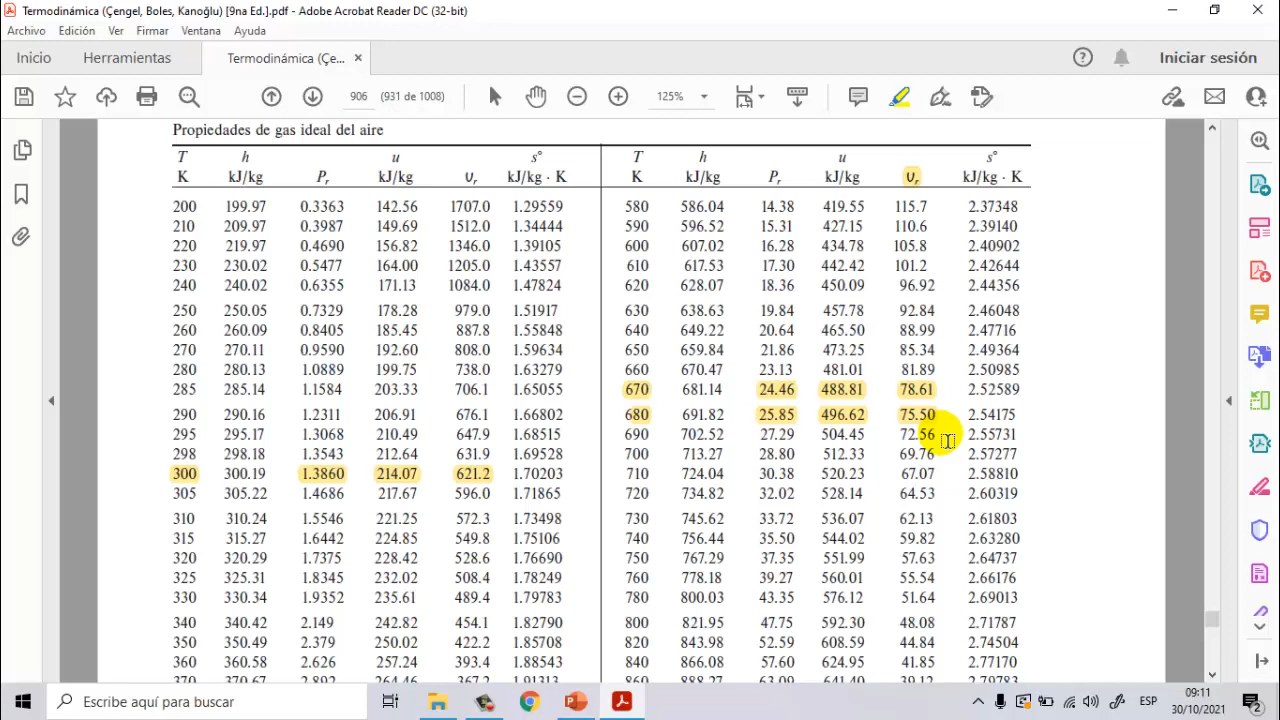 Termodinámica (Çengel, Boles, Kanoğlu) [9na Ed.].pdf - Adobe Acrobat Reader DC (32-bit)
Archivo Edición Ver Firmar Ventana Ayuda
Inicio Herramientas Termodinámica (Çe... × Iniciar sesión
906 (931 de 1008) 125%
Propiedades de gas ideal del aire
T h u s° T h u s°
K kJ/kg Pr kJ/kg υr kJ/kg · K K kJ/kg Pr kJ/kg υr kJ/kg · K
200 199.97 0.3363 142.56 1707.0 1.29559 580 586.04 14.38 419.55 115.7 2.37348
210 209.97 0.3987 149.69 1512.0 1.34444 590 596.52 15.31 427.15 110.6 2.39140
220 219.97 0.4690 156.82 1346.0 1.39105 600 607.02 16.28 434.78 105.8 2.40902
230 230.02 0.5477 164.00 1205.0 1.43557 610 617.53 17.30 442.42 101.2 2.42644
240 240.02 0.6355 171.13 1084.0 1.47824 620 628.07 18.36 450.09 96.92 2.44356
250 250.05 0.7329 178.28 979.0 1.51917 630 638.63 19.84 457.78 92.84 2.46048
260 260.09 0.8405 185.45 887.8 1.55848 640 649.22 20.64 465.50 88.99 2.47716
270 270.11 0.9590 192.60 808.0 1.59634 650 659.84 21.86 473.25 85.34 2.49364
280 280.13 1.0889 199.75 738.0 1.63279 660 670.47 23.13 481.01 81.89 2.50985
285 285.14 1.1584 203.33 706.1 1.65055 670 681.14 24.46 488.81 78.61 2.52589
290 290.16 1.2311 206.91 676.1 1.66802 680 691.82 25.85 496.62 75.50 2.54175
295 295.17 1.3068 210.49 647.9 1.68515 690 702.52 27.29 504.45 72.56 2.55731
298 298.18 1.3543 212.64 631.9 1.69528 700 713.27 28.80 512.33 69.76 2.57277
300 300.19 1.3860 214.07 621.2 1.70203 710 724.04 30.38 520.23 67.07 2.58810
305 305.22 1.4686 217.67 596.0 1.71865 720 734.82 32.02 528.14 64.53 2.60319
310 310.24 1.5546 221.25 572.3 1.73498 730 745.62 33.72 536.07 62.13 2.61803
315 315.27 1.6442 224.85 549.8 1.75106 740 756.44 35.50 544.02 59.82 2.63280
320 320.29 1.7375 228.42 528.6 1.76690 750 767.29 37.35 551.99 57.63 2.64737
325 325.31 1.8345 232.02 508.4 1.78249 760 778.18 39.27 560.01 55.54 2.66176
330 330.34 1.9352 235.61 489.4 1.79783 780 800.03 43.35 576.12 51.64 2.69013
340 340.42 2.149 242.82 454.1 1.82790 800 821.95 47.75 592.30 48.08 2.71787
350 350.49 2.379 250.02 422.2 1.85708 820 843.98 52.59 608.59 44.84 2.74504
360 360.58 2.626 257.24 393.4 1.88543 840 866.08 57.60 624.95 41.85 2.77170
370 370.67 2.892 264.46 367.2 1.91313 860 888.27 63.09 641.40 39.12 2.79783
Escribe aquí para buscar ESP 09:11
30/10/2021
2